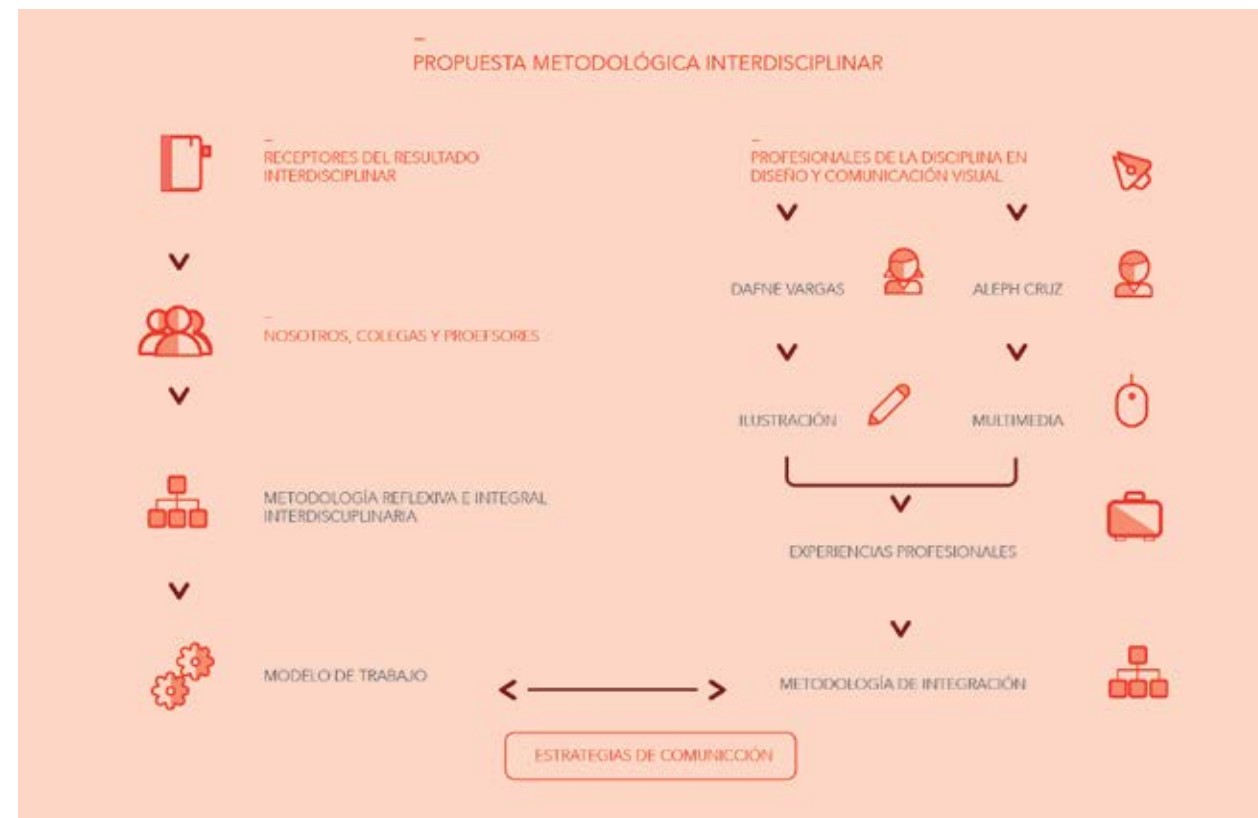 PROPUESTA METODOLÓGICA INTERDISCIPLINAR
RECEPTORES DEL RESULTADO
INTERDISCIPLINAR
NOSOTROS, COLEGAS Y PROEFSORES
METODOLOGÍA REFLEXIVA E INTEGRAL
INTERDISCUPLINARIA
MODELO DE TRABAJO
PROFESIONALES DE LA DISCIPLINA EN
DISEÑO Y COMUNICACIÓN VISUAL
DAFNE VARGAS
ALEPH CRUZ
ILUSTRACIÓN
MULTIMEDIA
EXPERIENCIAS PROFESIONALES
METODOLOGÍA DE INTEGRACIÓN
ESTRATEGIAS DE COMUNICCIÓN